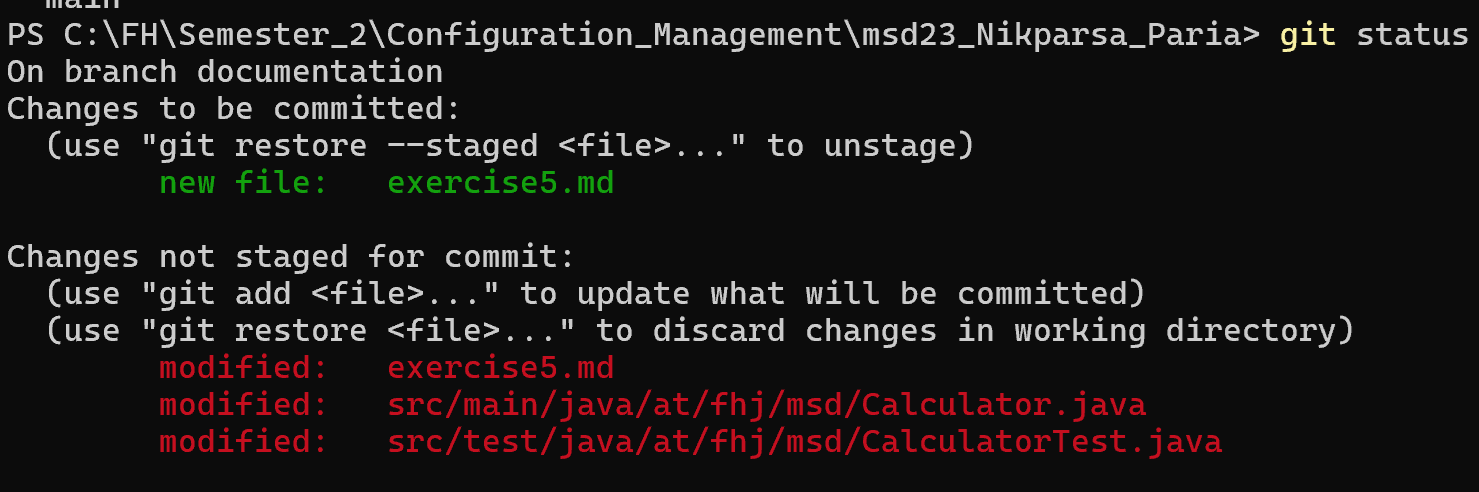 main
PS C:\FH\Semester_2\Configuration_Management\msd23_Nikparsa_Paria> git status
On branch documentation
Changes to be committed:
  (use "git restore --staged <file>..." to unstage)
        new file:   exercise5.md

Changes not staged for commit:
  (use "git add <file>..." to update what will be committed)
  (use "git restore <file>..." to discard changes in working directory)
        modified:   exercise5.md
        modified:   src/main/java/at/fhj/msd/Calculator.java
        modified:   src/test/java/at/fhj/msd/CalculatorTest.java